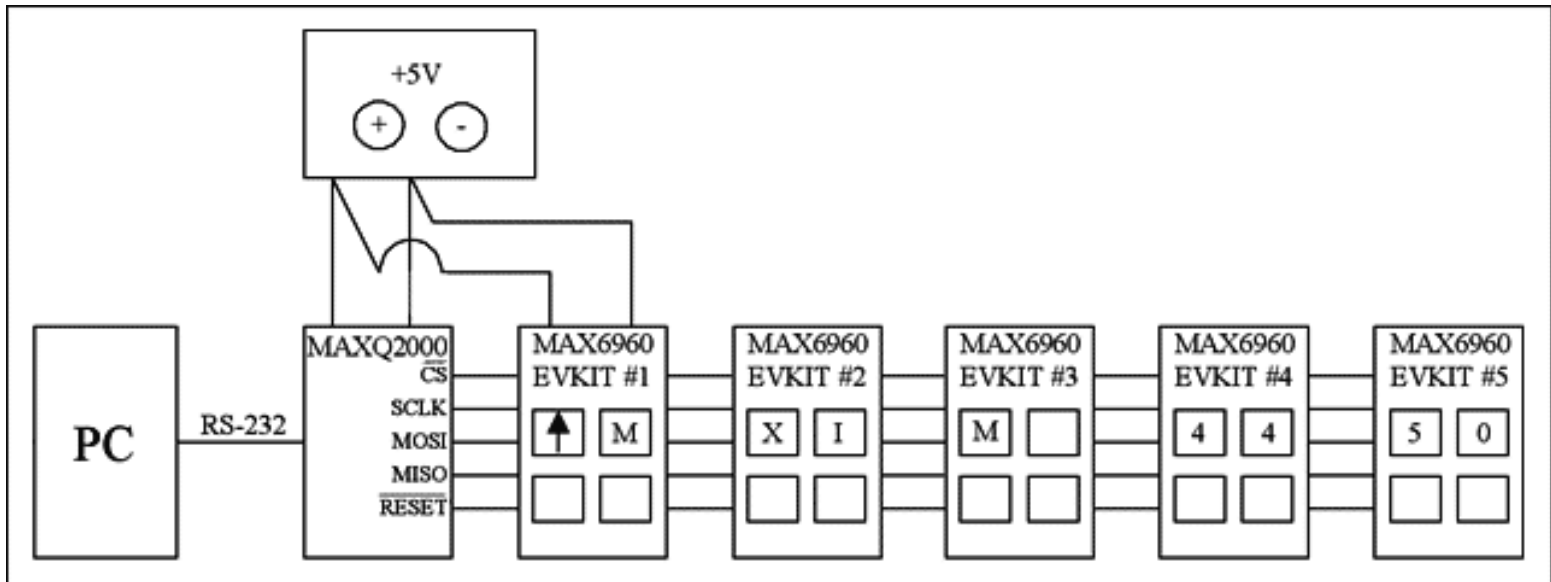 +5V
+ -
PC
RS-232
MAXQ2000
CS
SCLK
MOSI
MISO
RESET
MAX6960
EVKIT #1
↑ M
MAX6960
EVKIT #2
X I
MAX6960
EVKIT #3
M
MAX6960
EVKIT #4
4 4
MAX6960
EVKIT #5
5 0